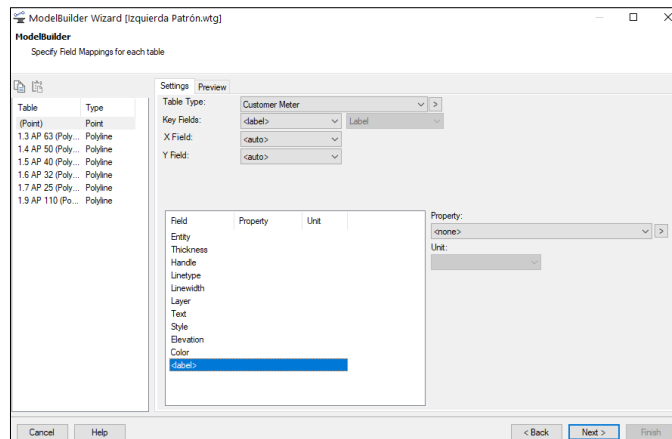 ModelBuilder Wizard [Izquierda Patrón.wtg]
ModelBuilder
Specify Field Mappings for each table
Table Type
(Point) Point
1.3 AP 63 (Poly... Polyline
1.4 AP 50 (Poly... Polyline
1.5 AP 40 (Poly... Polyline
1.6 AP 32 (Poly... Polyline
1.7 AP 25 (Poly... Polyline
1.9 AP 110 (Po... Polyline
Settings Preview
Table Type: Customer Meter >
Key Fields: <label> Label
X Field: <auto>
Y Field: <auto>
Field Property Unit
Entity
Thickness
Handle
Linetype
Linewidth
Layer
Text
Style
Elevation
Color
<label>
Property:
<none> >
Unit:
Cancel Help < Back Next > Finish